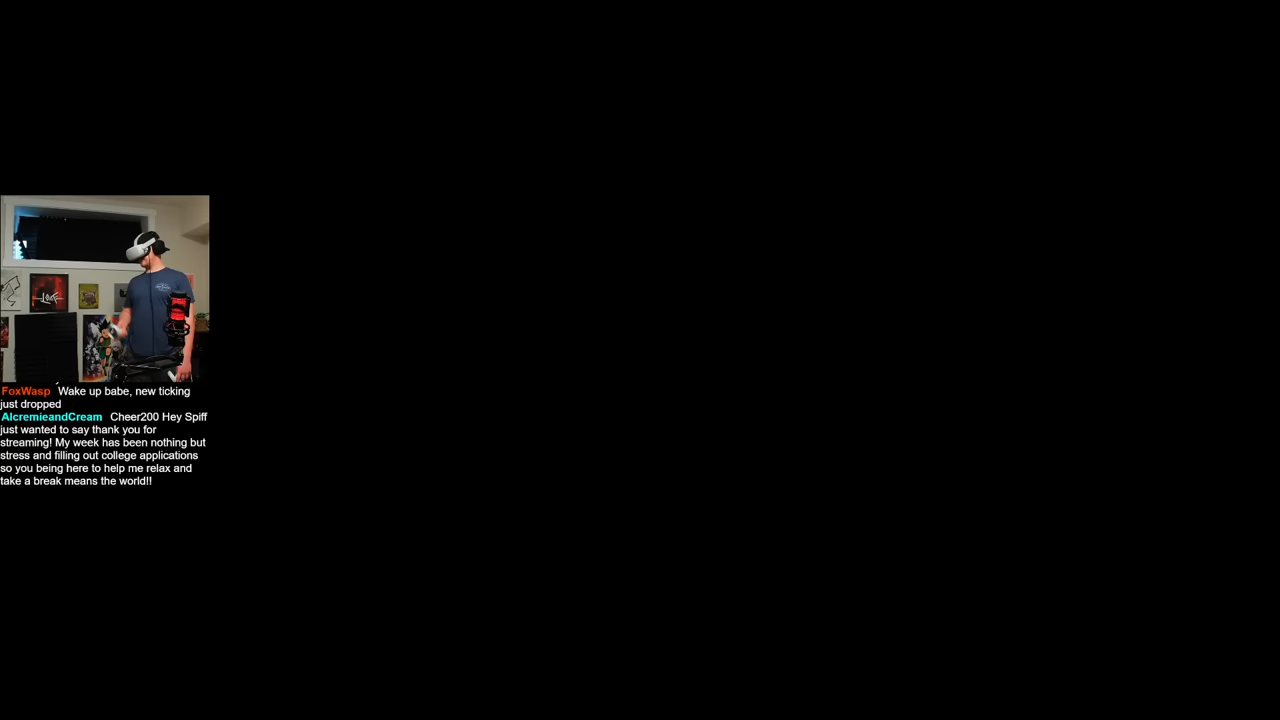 FoxWasp Wake up babe, new ticking
just dropped
AlcremieandCream Cheer200 Hey Spiff
just wanted to say thank you for
streaming! My week has been nothing but
stress and filling out college applications
so you being here to help me relax and
take a break means the world!!